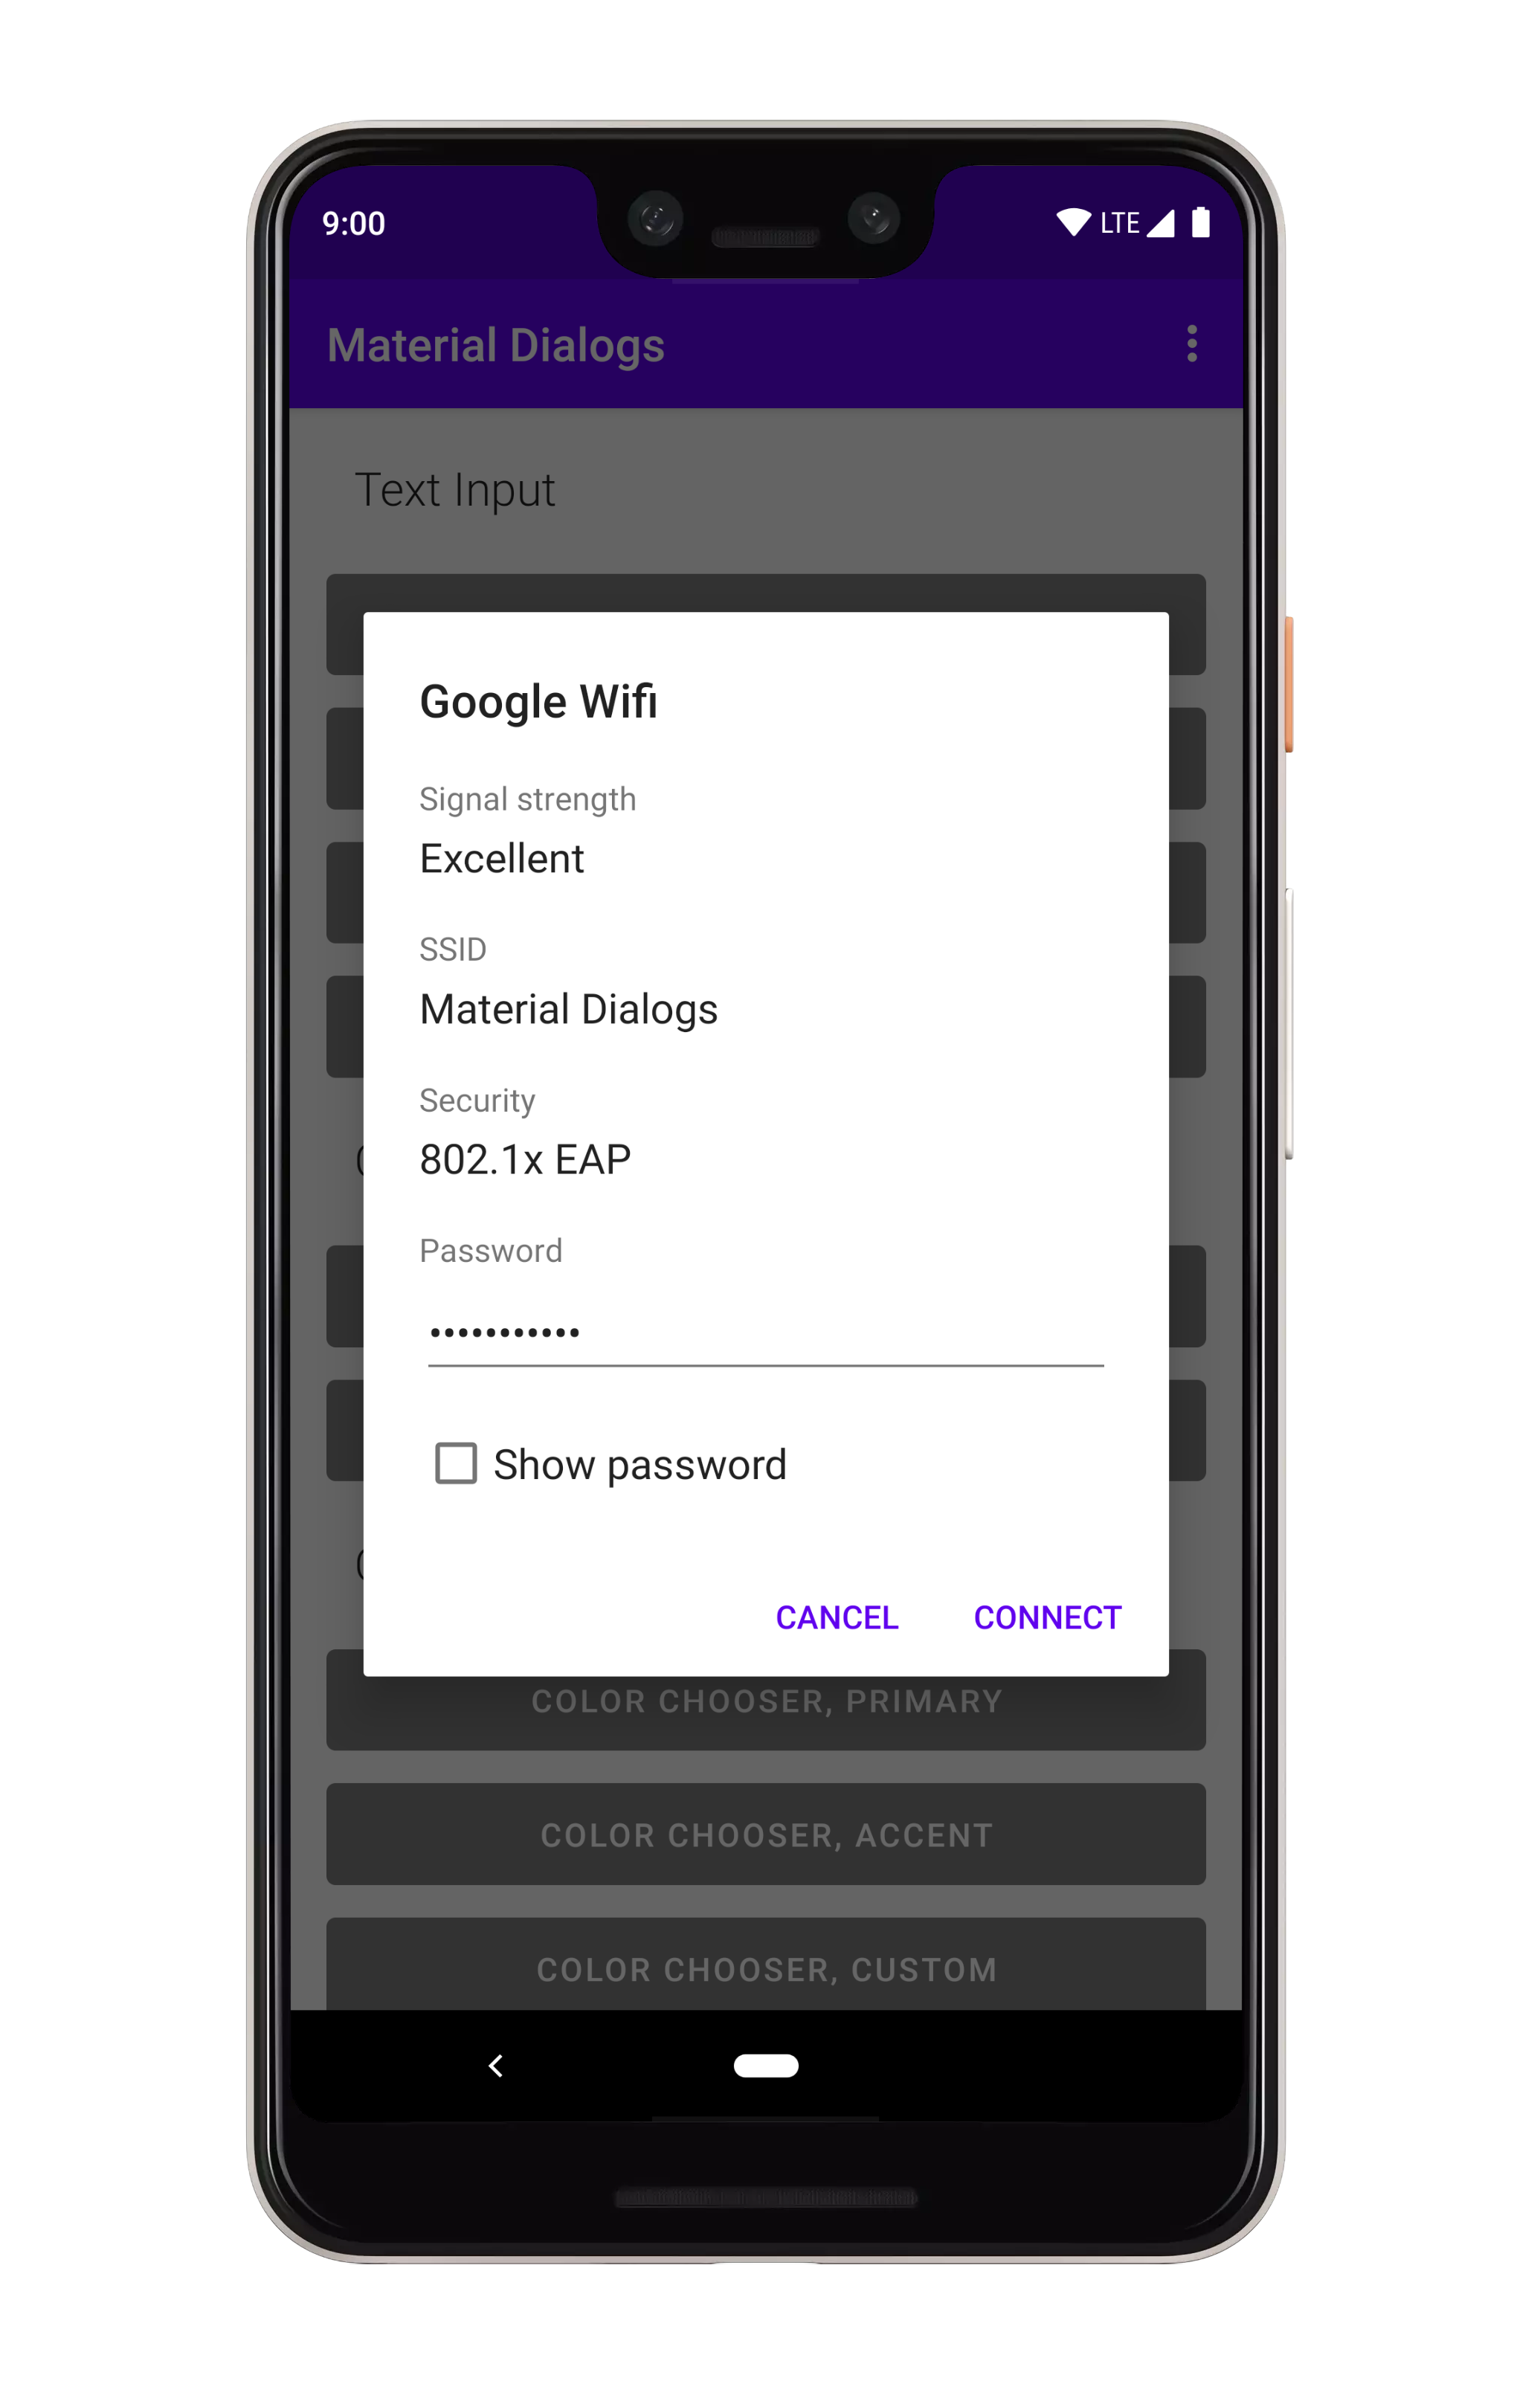 9:00 LTE
Material Dialogs
Text Input
Google Wifi
Signal strength
Excellent
SSID
Material Dialogs
Security
802.1x EAP
Password
•••••••••••
Show password
CANCEL CONNECT
COLOR CHOOSER, PRIMARY
COLOR CHOOSER, ACCENT
COLOR CHOOSER, CUSTOM